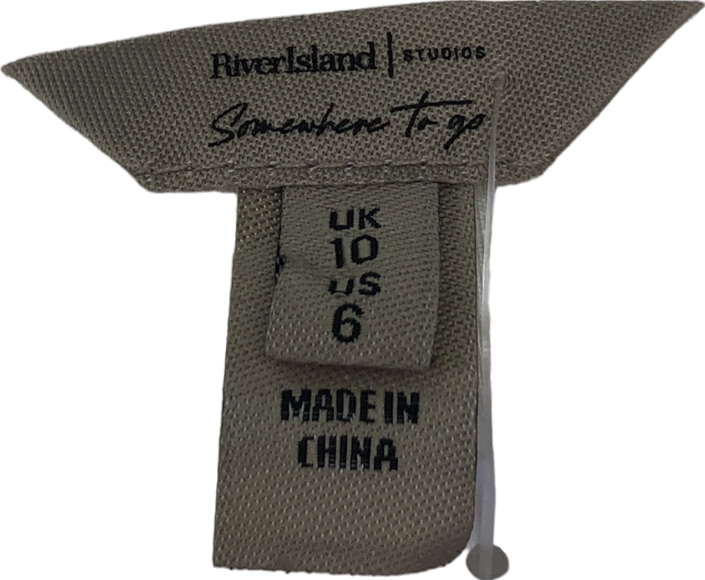 RiverIsland | STUDIOS
Somewhere to go
UK
10
US
6
MADE IN
CHINA